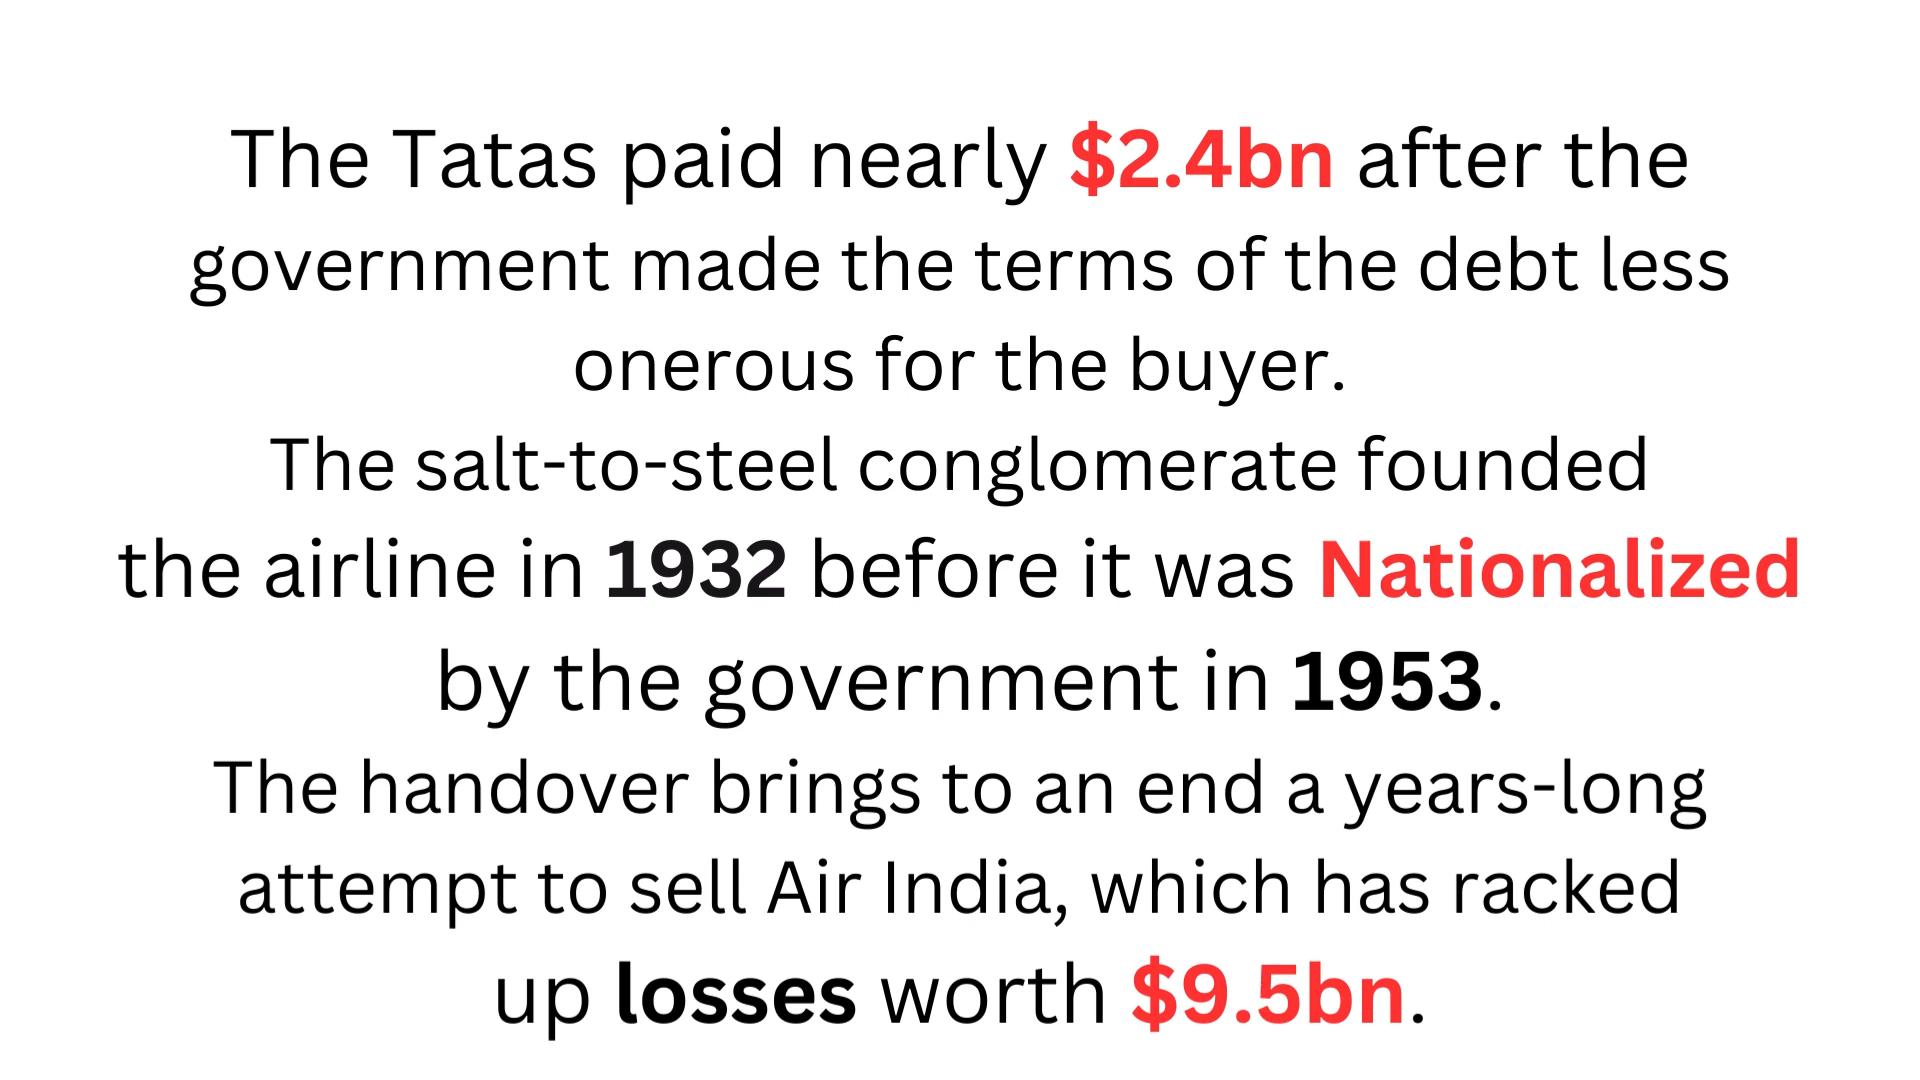 The Tatas paid nearly $2.4bn after the
government made the terms of the debt less
onerous for the buyer.
The salt-to-steel conglomerate founded
the airline in 1932 before it was Nationalized
by the government in 1953.
The handover brings to an end a years-long
attempt to sell Air India, which has racked
up losses worth $9.5bn.